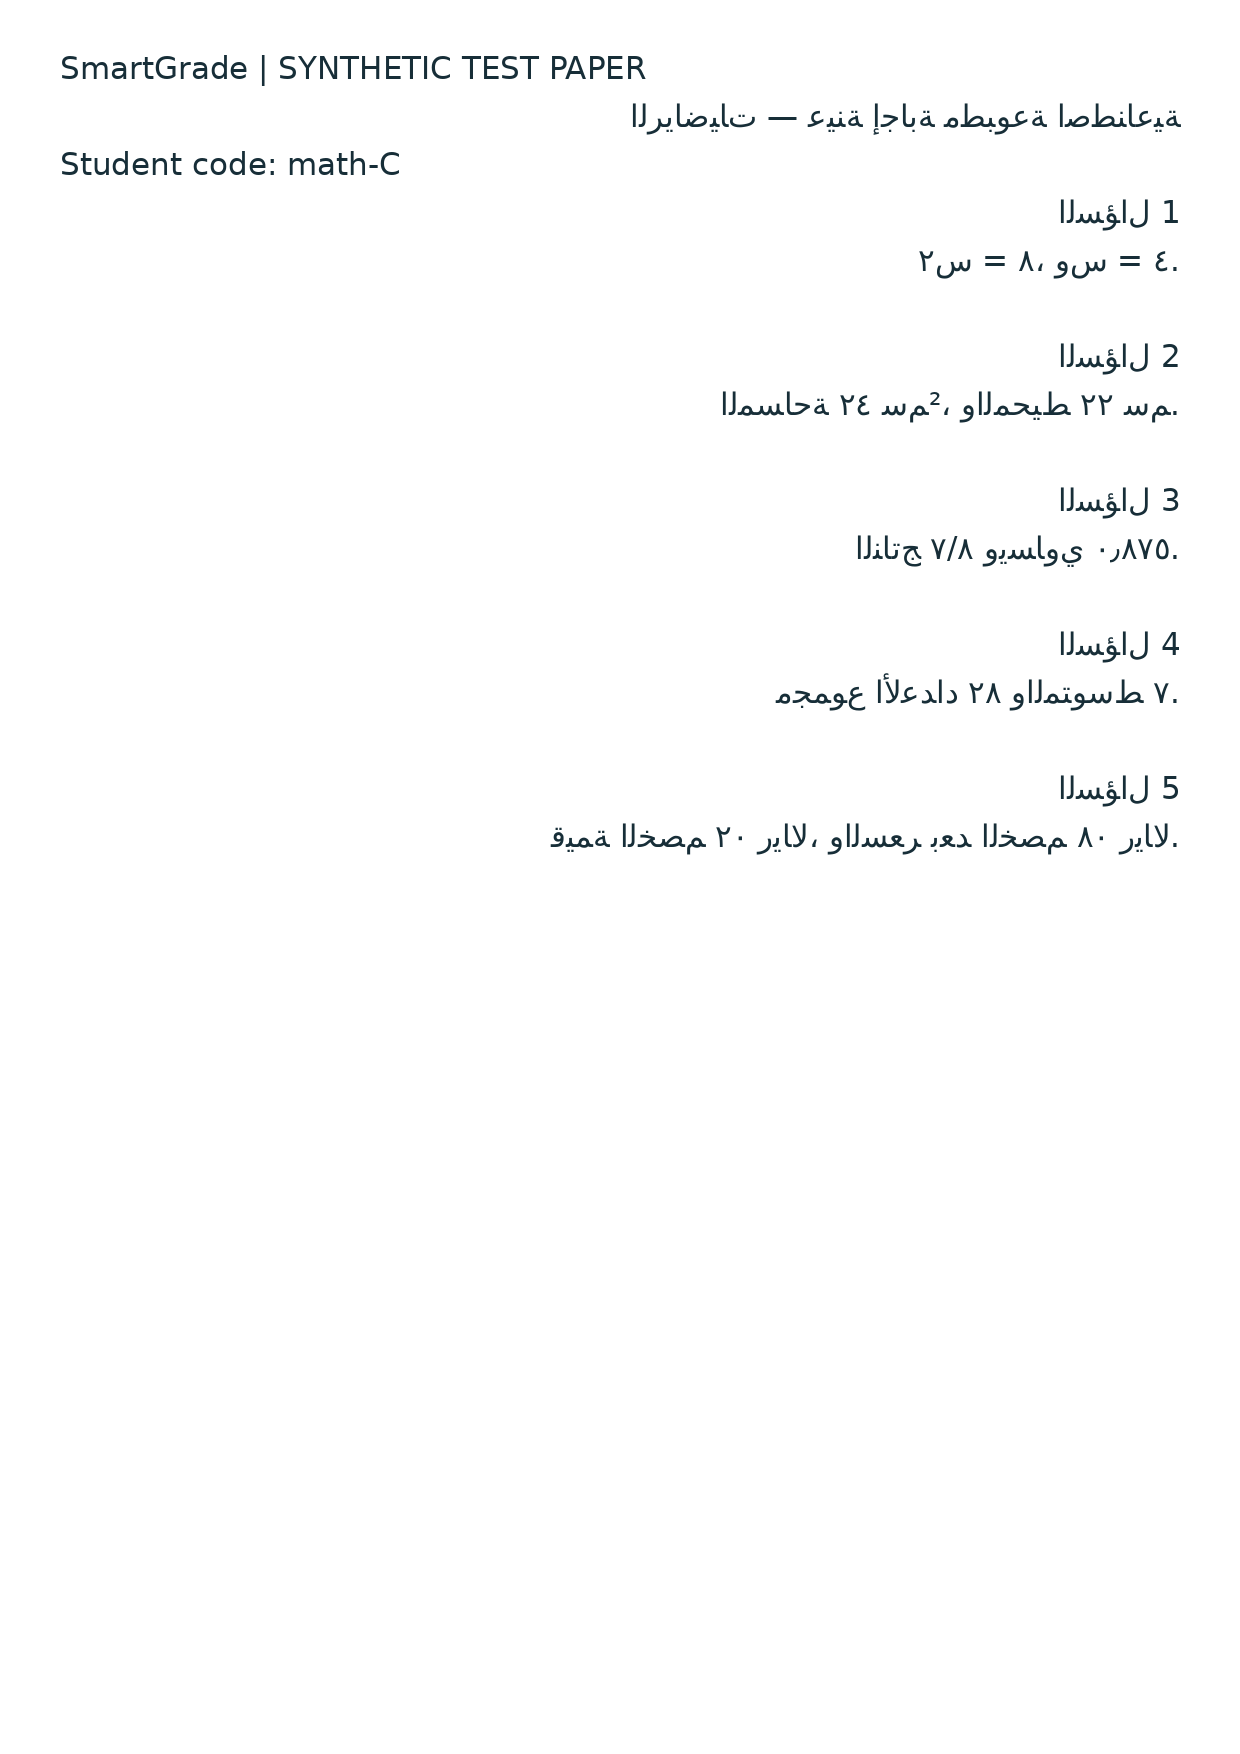 SmartGrade | SYNTHETIC TEST PAPER
الرياضيات — عينة إجابة مطبوعة اصطناعية
Student code: math-C
السؤال 1
٢س = ٨، وس = ٤.
السؤال 2
المساحة ٢٤ سم²، والمحيط ٢٢ سم.
السؤال 3
الناتج ٧/٨ ويساوي ٠٫٨٧٥.
السؤال 4
مجموع الأعداد ٢٨ والمتوسط ٧.
السؤال 5
قيمة الخصم ٢٠ ريالا، والسعر بعد الخصم ٨٠ ريالا.